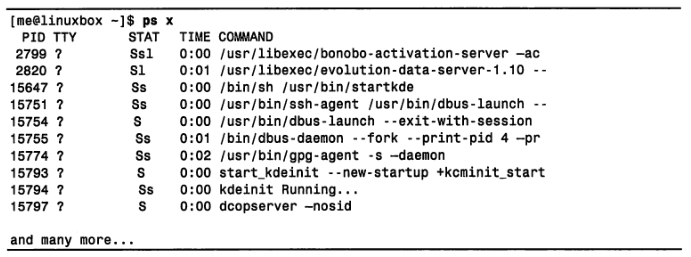 [me@linuxbox ~]$ ps x
PID TTY STAT TIME COMMAND
2799 ? Ssl 0:00 /usr/libexec/bonobo-activation-server –ac
2820 ? Sl 0:01 /usr/libexec/evolution-data-server-1.10 --
15647 ? Ss 0:00 /bin/sh /usr/bin/startkde
15751 ? Ss 0:00 /usr/bin/ssh-agent /usr/bin/dbus-launch --
15754 ? S 0:00 /usr/bin/dbus-launch --exit-with-session
15755 ? Ss 0:01 /bin/dbus-daemon --fork --print-pid 4 –pr
15774 ? Ss 0:02 /usr/bin/gpg-agent -s –daemon
15793 ? S 0:00 start_kdeinit --new-startup +kcminit_start
15794 ? Ss 0:00 kdeinit Running...
15797 ? S 0:00 dcopserver –nosid
and many more...